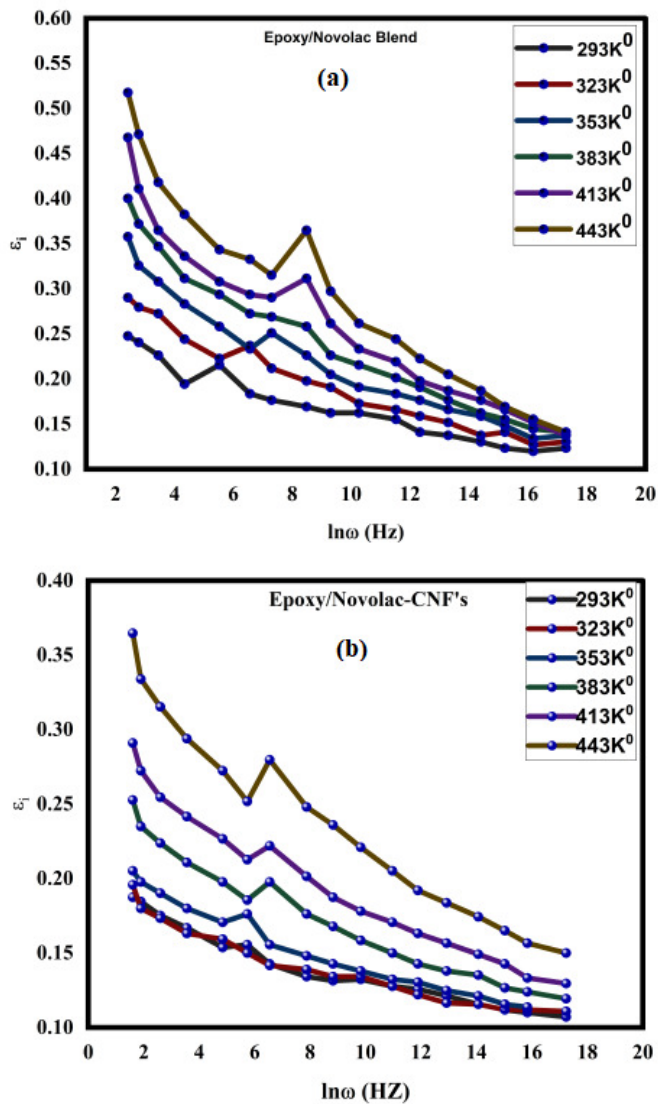 0.60
Epoxy/Novolac Blend
293K⁰
0.55
(a)
323K⁰
0.50
353K⁰
383K⁰
0.45
413K⁰
0.40
443K⁰
εᵢ
0.35
0.30
0.25
0.20
0.15
0.10
2 4 6 8 10 12 14 16 18 20
lnω (Hz)
0.40
Epoxy/Novolac-CNF's
293K⁰
323K⁰
0.35
(b)
353K⁰
383K⁰
413K⁰
0.30
443K⁰
εᵢ
0.25
0.20
0.15
0.10
0 2 4 6 8 10 12 14 16 18 20
lnω (HZ)